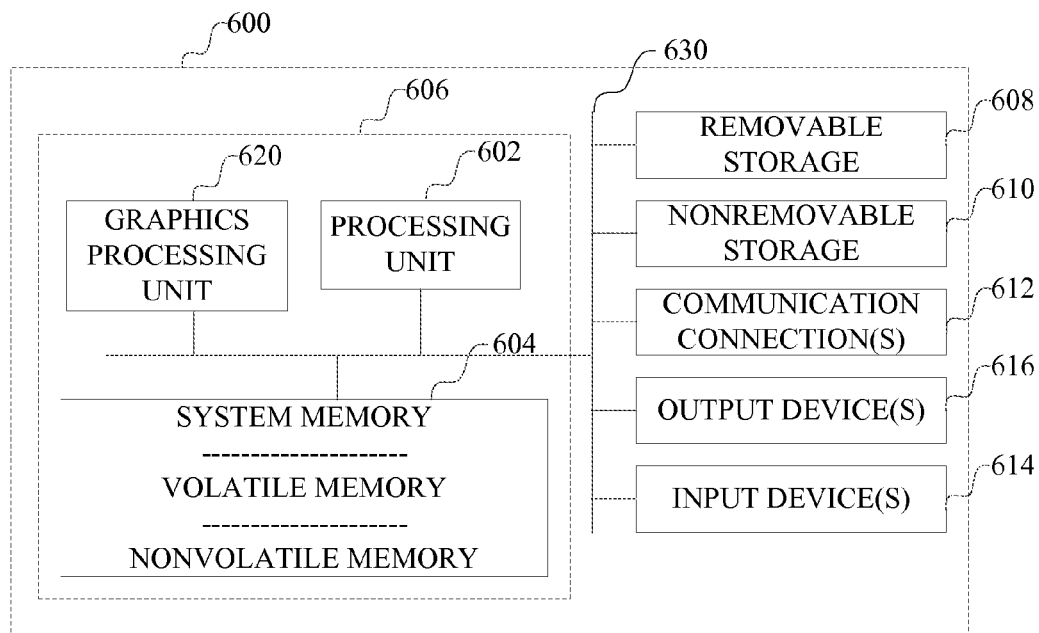 600
630
606
608
620
602
REMOVABLE
STORAGE
610
GRAPHICS
PROCESSING
UNIT
PROCESSING
UNIT
NONREMOVABLE
STORAGE
612
COMMUNICATION
CONNECTION(S)
604
616
SYSTEM MEMORY
--------------------
VOLATILE MEMORY
--------------------
NONVOLATILE MEMORY
OUTPUT DEVICE(S)
614
INPUT DEVICE(S)